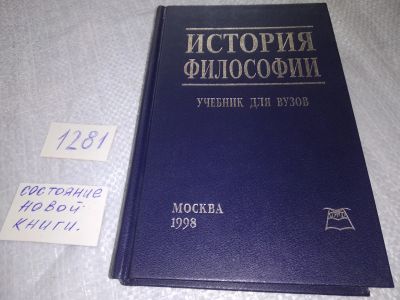 ИСТОРИЯ
ФИЛОСОФИИ
УЧЕБНИК ДЛЯ ВУЗОВ
МОСКВА
1998
1281
СОСТОЯНИЕ
НОВОЙ
КНИГИ.